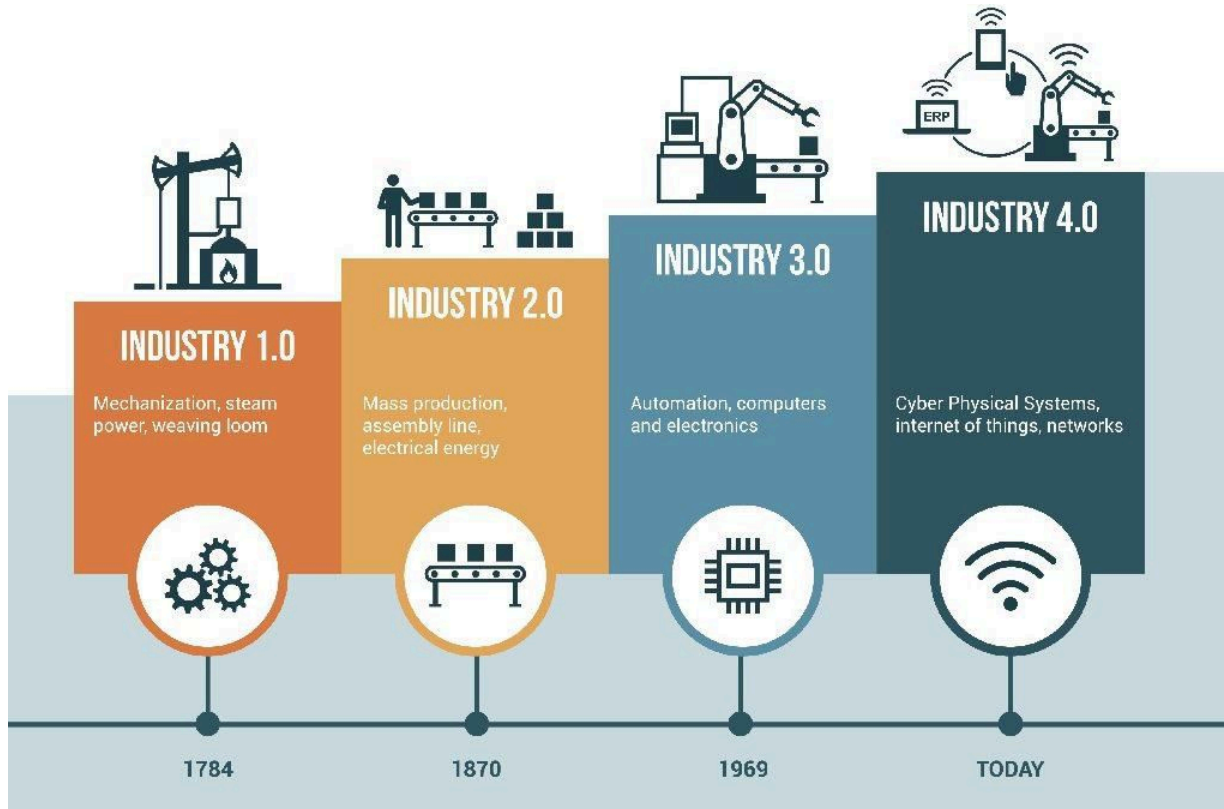 ERP
INDUSTRY 1.0
Mechanization, steam
power, weaving loom
INDUSTRY 2.0
Mass production,
assembly line,
electrical energy
INDUSTRY 3.0
Automation, computers
and electronics
INDUSTRY 4.0
Cyber Physical Systems,
internet of things, networks
1784
1870
1969
TODAY